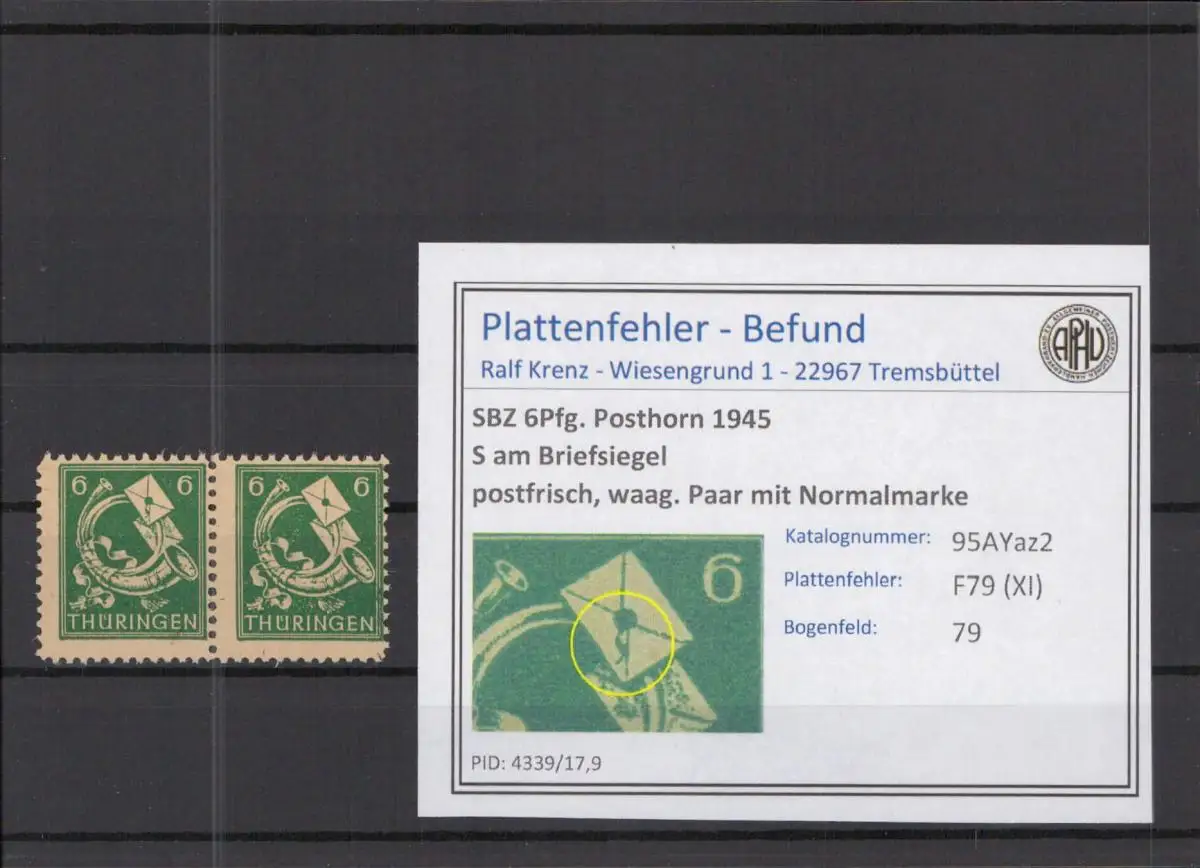 6 6
THÜRINGEN
6 6
THÜRINGEN
Plattenfehler - Befund
Ralf Krenz - Wiesengrund 1 - 22967 Tremsbüttel
APHV
SBZ 6Pfg. Posthorn 1945
S am Briefsiegel
postfrisch, waag. Paar mit Normalmarke
6
Katalognummer: 95AYaz2
Plattenfehler: F79 (XI)
Bogenfeld: 79
PID: 4339/17,9